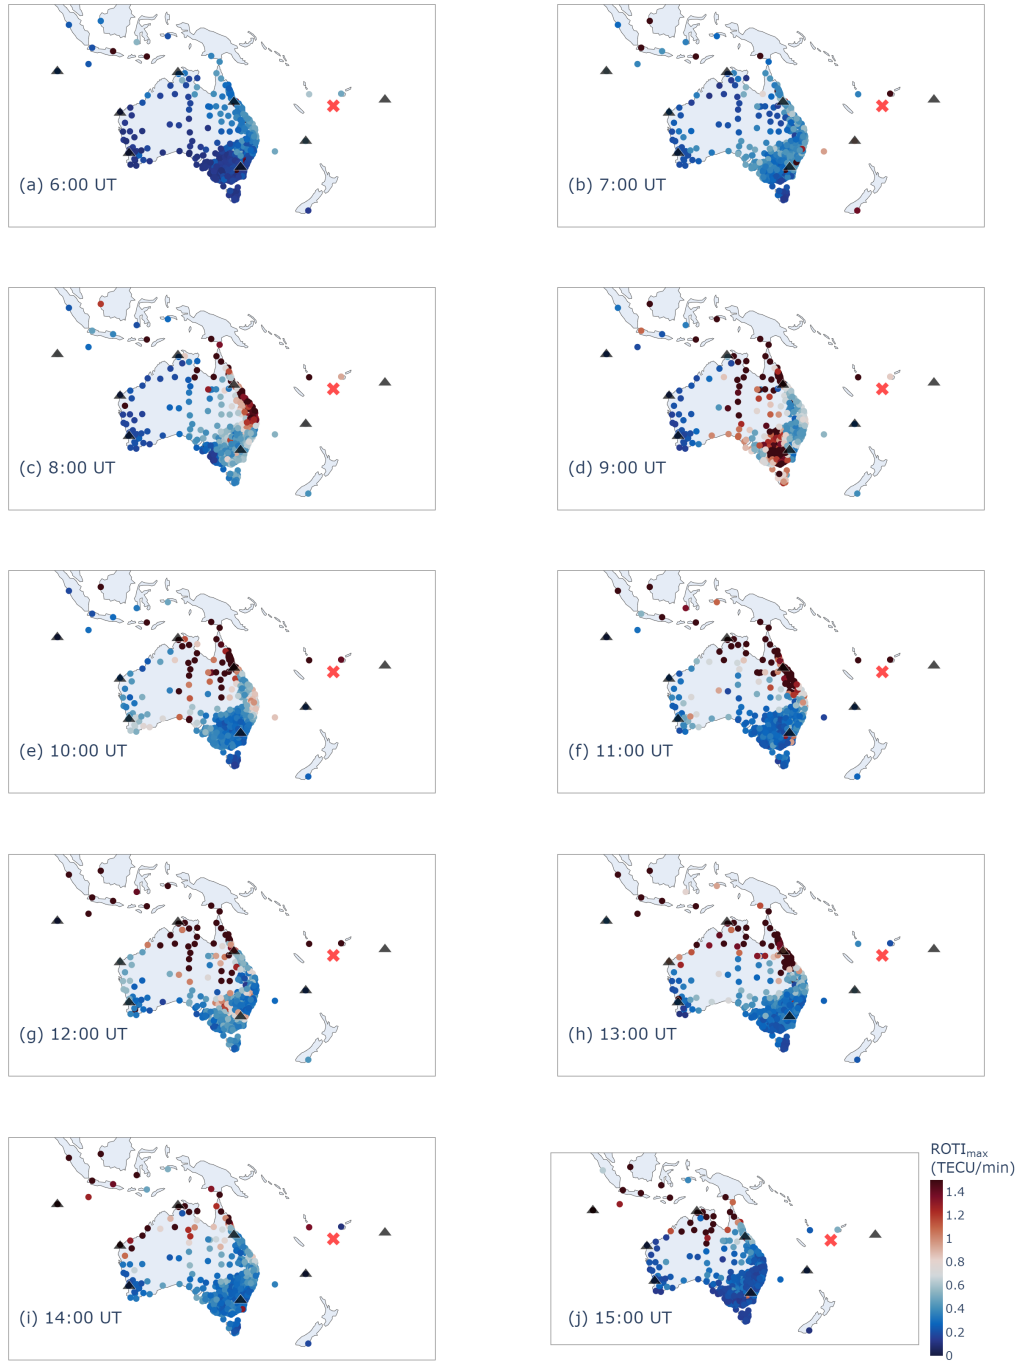 (a) 6:00 UT
(b) 7:00 UT
(c) 8:00 UT
(d) 9:00 UT
(e) 10:00 UT
(f) 11:00 UT
(g) 12:00 UT
(h) 13:00 UT
(i) 14:00 UT
(j) 15:00 UT
ROTImax
(TECU/min)
1.4
1.2
1
0.8
0.6
0.4
0.2
0